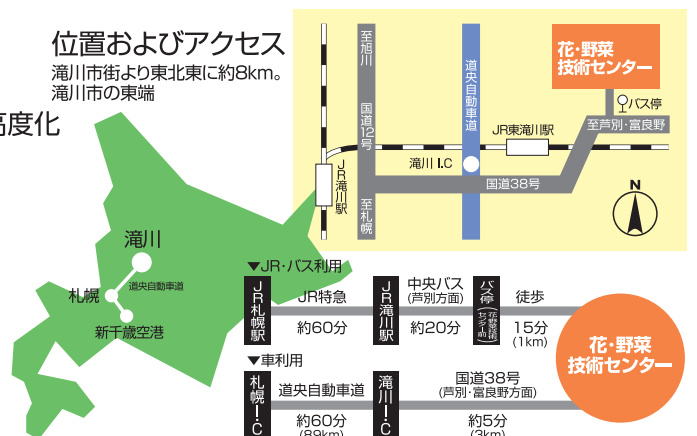 位置およびアクセス
滝川市街より東北東に約8km。
滝川市の東端
高度化
至旭川
国道12号
至札幌
道央自動車道
花・野菜
技術センター
バス停
至芦別・富良野
JR東滝川駅
滝川 I.C
JR滝川駅
国道38号
N
滝川
札幌
道央自動車道
新千歳空港
▼JR・バス利用
JR札幌駅
JR特急
約60分
JR滝川駅
中央バス
(芦別方面)
約20分
バス停
(花・野菜技術センター前)
徒歩
15分
(1km)
▼車利用
札幌I・C
道央自動車道
約60分
(89km)
滝川I・C
国道38号
(芦別・富良野方面)
約5分
(3km)
花・野菜
技術センター